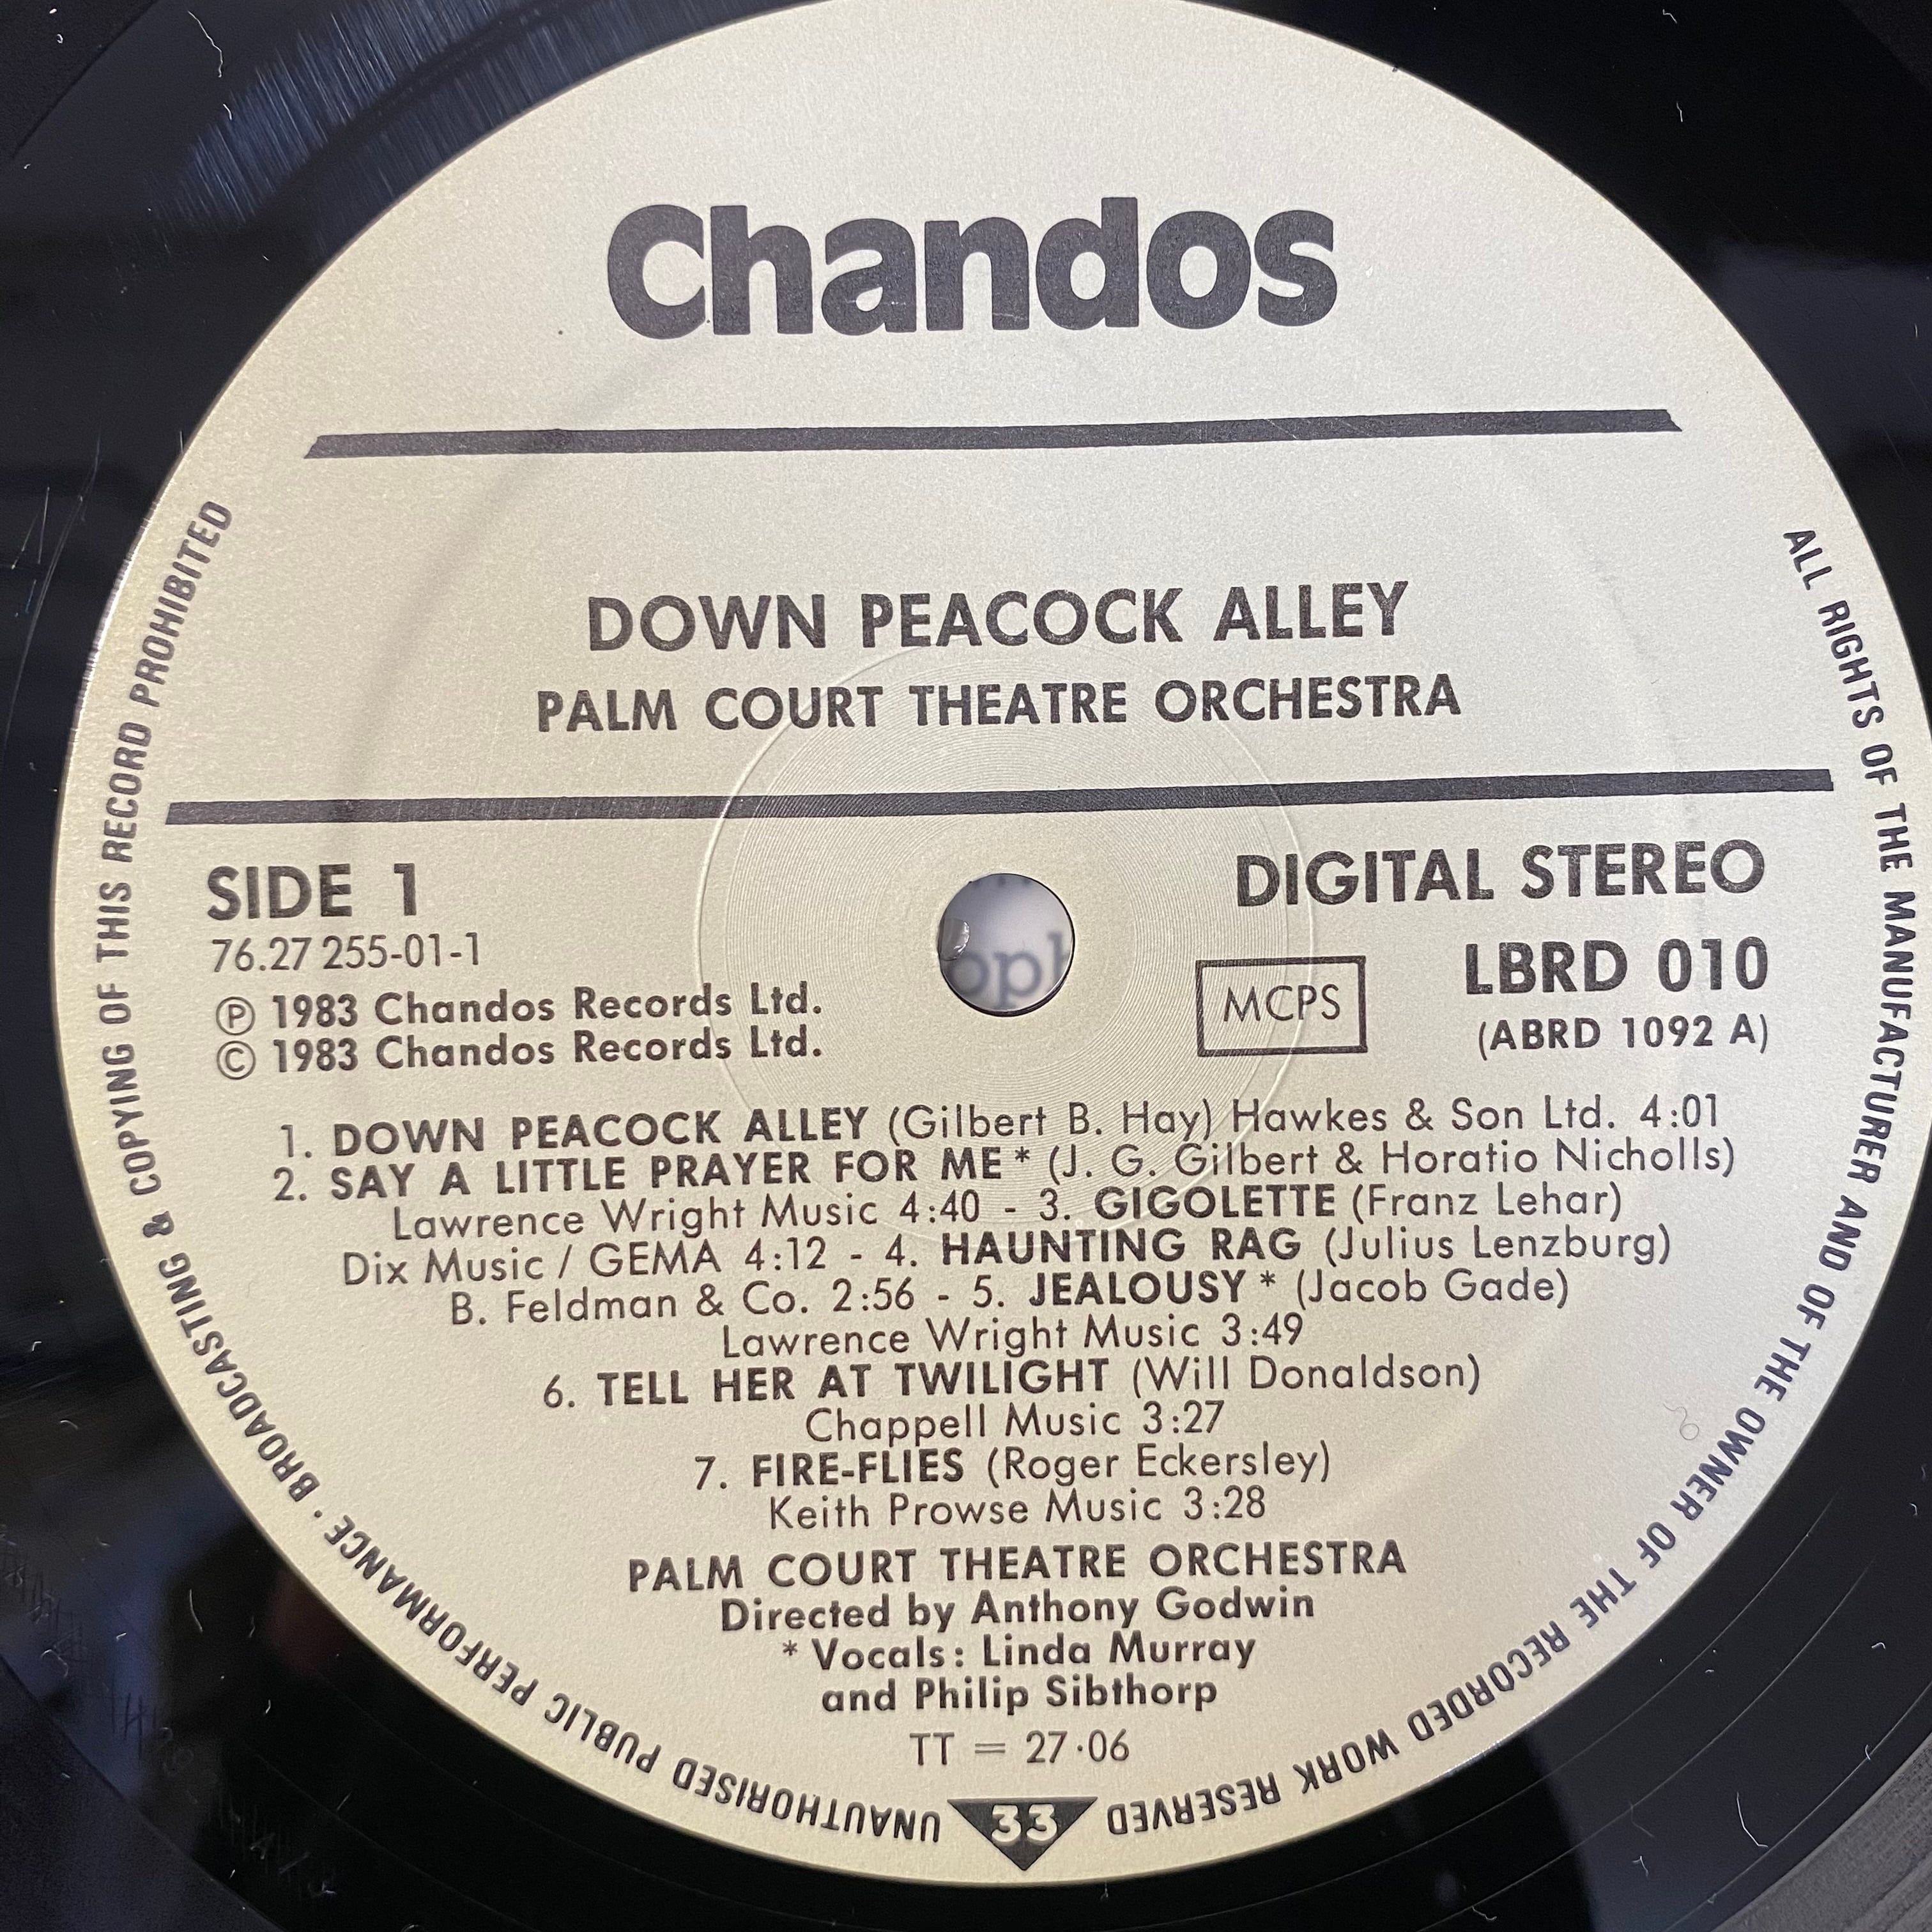 Chandos
DOWN PEACOCK ALLEY
PALM COURT THEATRE ORCHESTRA
SIDE 1
76.27 255-01-1
Ⓟ 1983 Chandos Records Ltd.
© 1983 Chandos Records Ltd.
DIGITAL STEREO
MCPS
LBRD 010
(ABRD 1092 A)
1. DOWN PEACOCK ALLEY (Gilbert B. Hay) Hawkes & Son Ltd. 4:01
2. SAY A LITTLE PRAYER FOR ME* (J. G. Gilbert & Horatio Nicholls)
Lawrence Wright Music 4:40 - 3. GIGOLETTE (Franz Lehar)
Dix Music / GEMA 4:12 - 4. HAUNTING RAG (Julius Lenzburg)
B. Feldman & Co. 2:56 - 5. JEALOUSY* (Jacob Gade)
Lawrence Wright Music 3:49
6. TELL HER AT TWILIGHT (Will Donaldson)
Chappell Music 3:27
7. FIRE-FLIES (Roger Eckersley)
Keith Prowse Music 3:28
PALM COURT THEATRE ORCHESTRA
Directed by Anthony Godwin
* Vocals: Linda Murray
and Philip Sibthorp
TT = 27·06
33
ALL RIGHTS OF THE MANUFACTURER AND OF THE OWNER OF THE RECORDED WORK RESERVED
UNAUTHORISED PUBLIC PERFORMANCE · BROADCASTING & COPYING OF THIS RECORD PROHIBITED